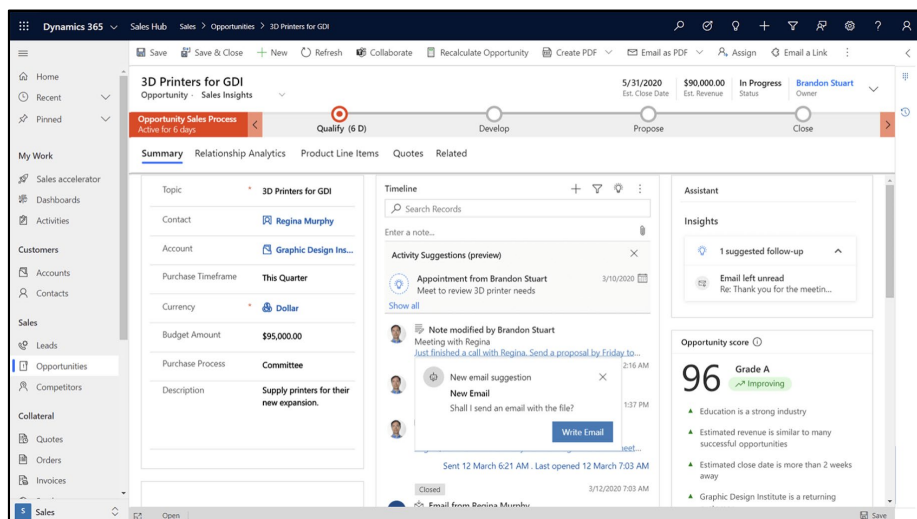 Dynamics 365
Sales Hub
Sales > Opportunities > 3D Printers for GDI
Save
Save & Close
New
Refresh
Collaborate
Recalculate Opportunity
Create PDF
Email as PDF
Assign
Email a Link
Home
Recent
Pinned
My Work
Sales accelerator
Dashboards
Activities
Customers
Accounts
Contacts
Sales
Leads
Opportunities
Competitors
Collateral
Quotes
Orders
Invoices
S Sales
3D Printers for GDI
Opportunity · Sales Insights
5/31/2020
Est. Close Date
$90,000.00
Est. Revenue
In Progress
Status
Brandon Stuart
Owner
Opportunity Sales Process
Active for 6 days
Qualify (6 D)
Develop
Propose
Close
Summary
Relationship Analytics
Product Line Items
Quotes
Related
Topic * 3D Printers for GDI
Contact Regina Murphy
Account Graphic Design Ins...
Purchase Timeframe This Quarter
Currency * Dollar
Budget Amount $95,000.00
Purchase Process Committee
Description Supply printers for their
new expansion.
Timeline
Search Records
Enter a note...
Activity Suggestions (preview)
Appointment from Brandon Stuart 3/10/2020
Meet to review 3D printer needs
Show all
Note modified by Brandon Stuart
Meeting with Regina
Just finished a call with Regina. Send a proposal by Friday to...
2:16 AM
New email suggestion
New Email
Shall I send an email with the file?
Write Email
1:37 PM
meet...
Sent 12 March 6:21 AM . Last opened 12 March 7:03 AM
Closed 3/12/2020 7:03 AM
Email from Regina Murphy
Assistant
Insights
1 suggested follow-up
Email left unread
Re: Thank you for the meetin...
Opportunity score
96
Grade A
Improving
Education is a strong industry
Estimated revenue is similar to many
successful opportunities
Estimated close date is more than 2 weeks
away
Graphic Design Institute is a returning
Open
Save